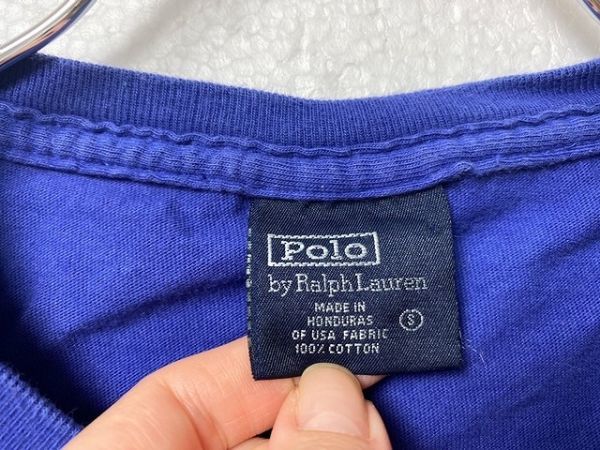 Polo
by Ralph Lauren
MADE IN
HONDURAS
OF USA FABRIC
100% COTTON
S